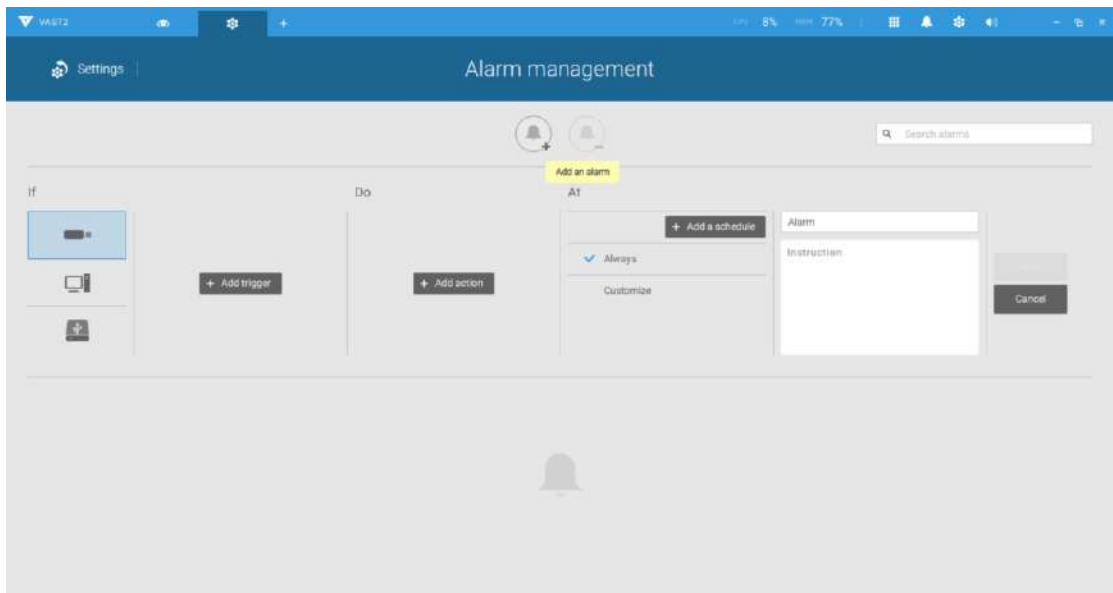 VAST2
8% 77%
Settings
Alarm management
Search alarms
Add an alarm
If
Do
At
+ Add a schedule
Alarm
Always
Instruction
+ Add trigger
+ Add action
Customize
Cancel